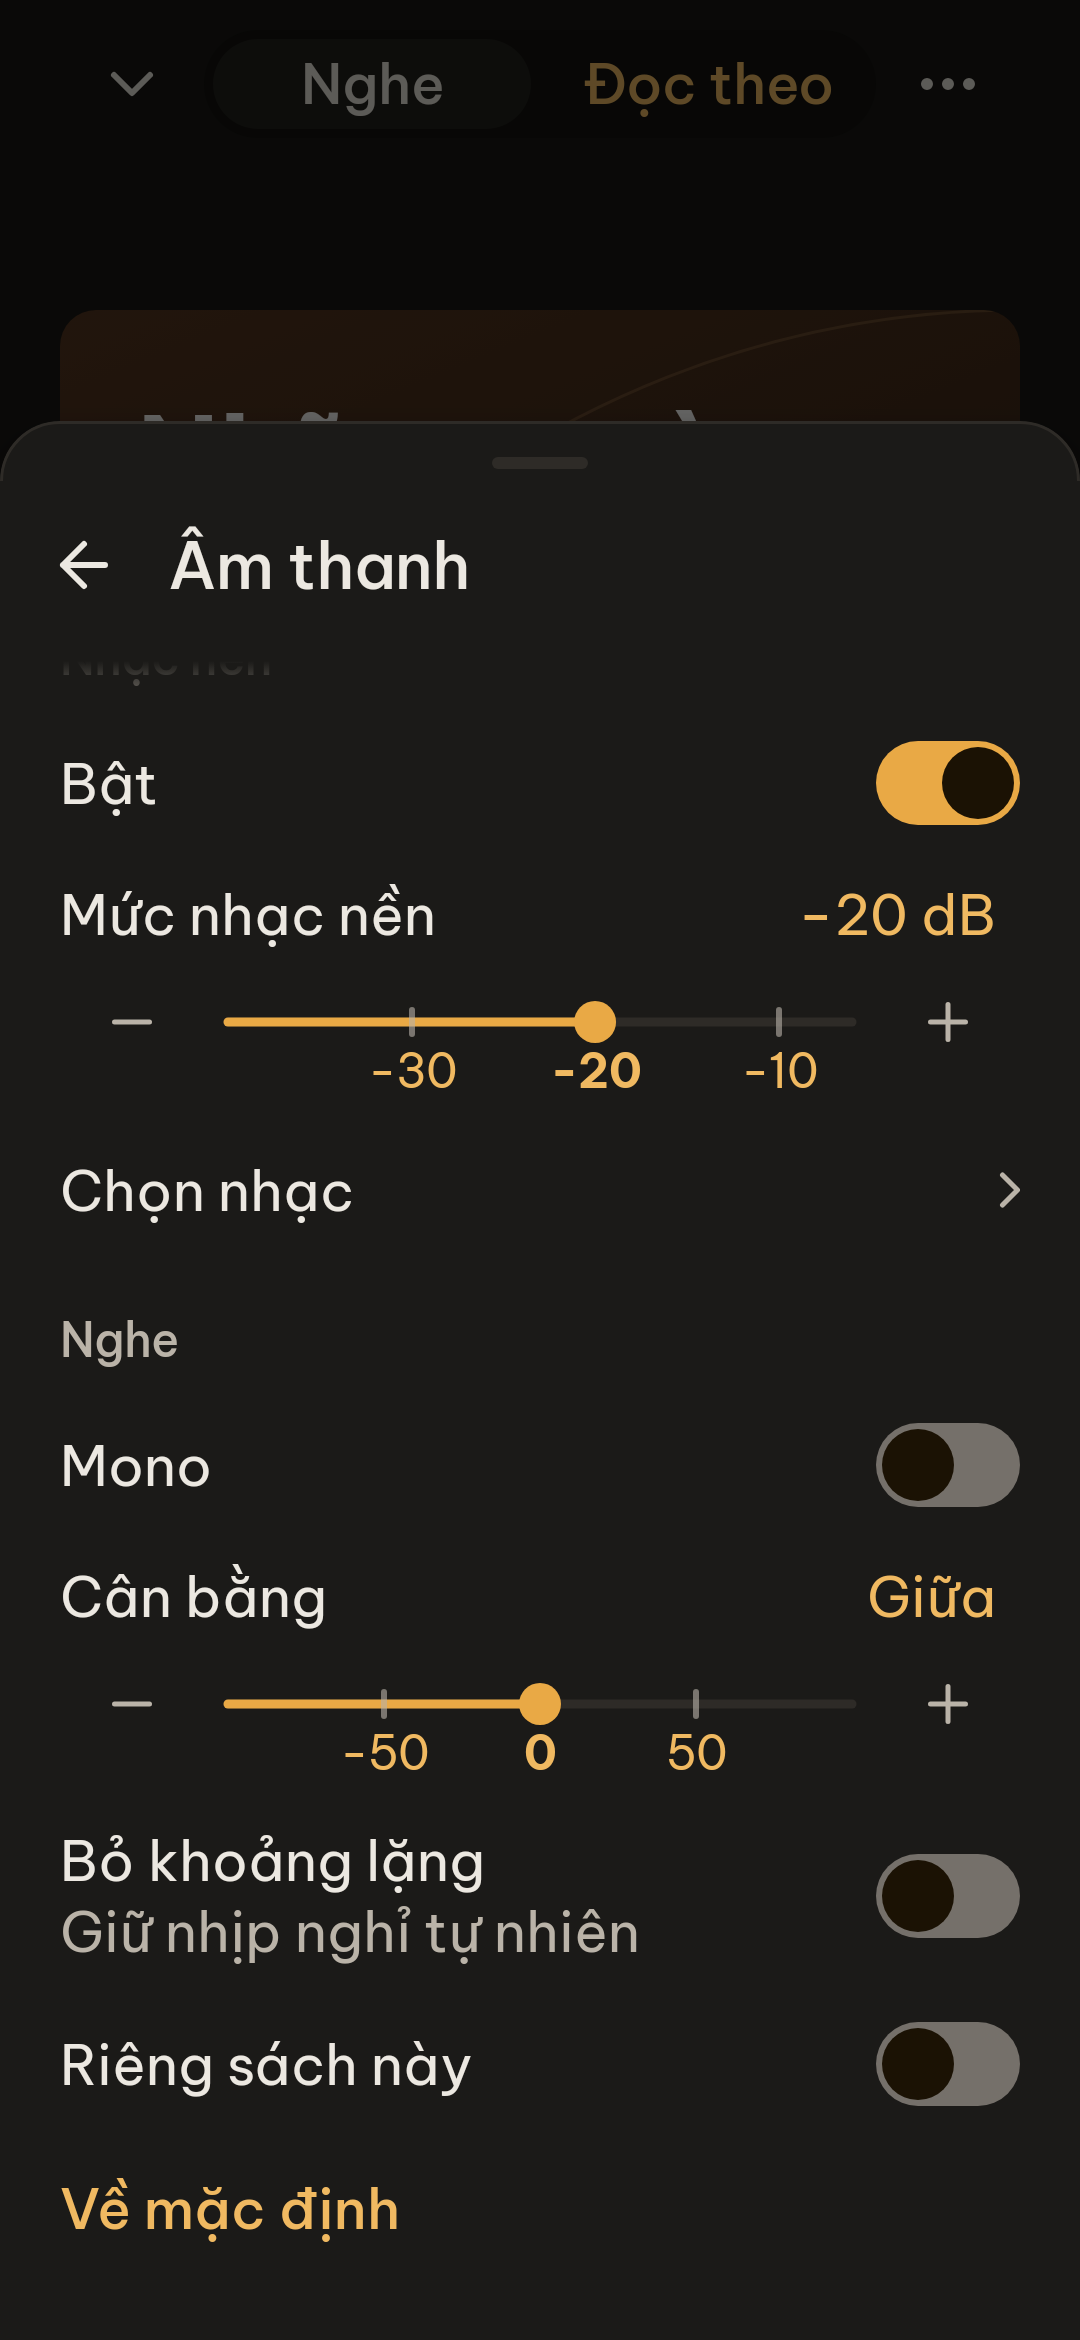 Nghe Đọc theo
Âm thanh
Nhạc nền
Bật
Mức nhạc nền -20 dB
-30 -20 -10
Chọn nhạc
Nghe
Mono
Cân bằng Giữa
-50 0 50
Bỏ khoảng lặng
Giữ nhịp nghỉ tự nhiên
Riêng sách này
Về mặc định